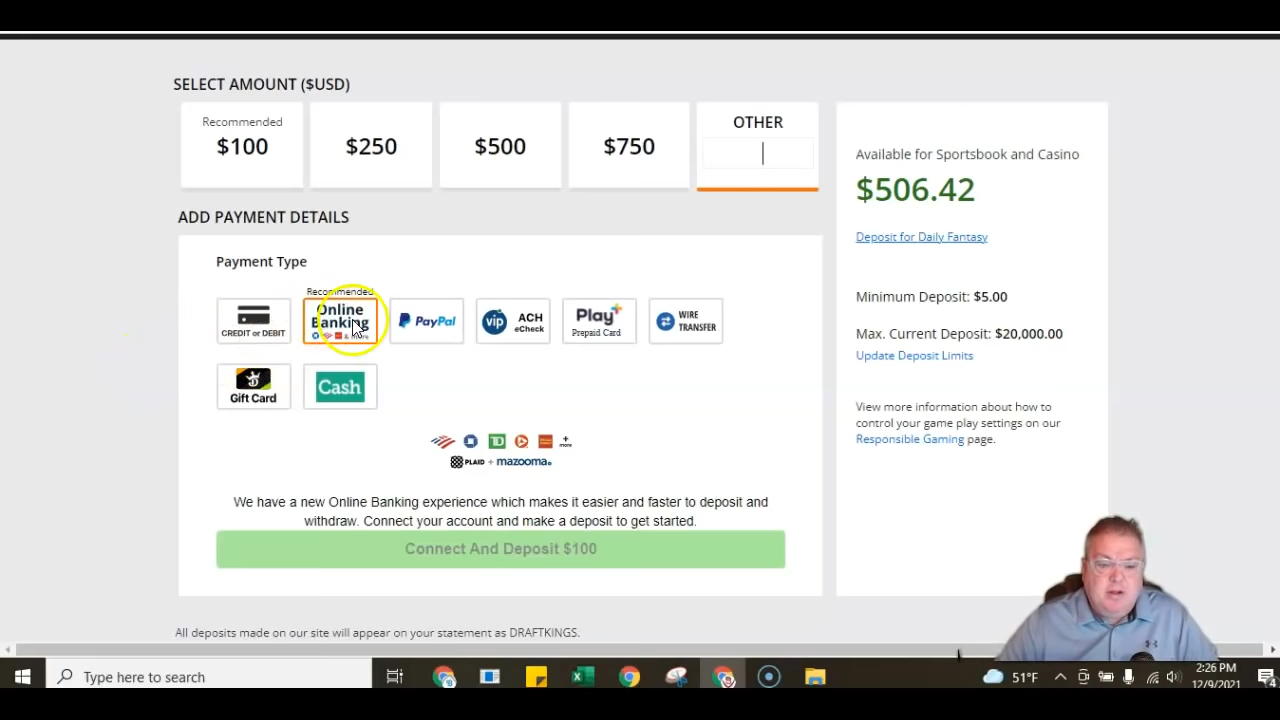 SELECT AMOUNT ($USD)
Recommended
$100
$250
$500
$750
OTHER
Available for Sportsbook and Casino
$506.42
Deposit for Daily Fantasy
ADD PAYMENT DETAILS
Payment Type
Recommended
CREDIT or DEBIT
Online
Banking
& more
PayPal
vip
ACH
eCheck
Play+
Prepaid Card
WIRE
TRANSFER
Gift Card
Cash
Minimum Deposit: $5.00
Max. Current Deposit: $20,000.00
Update Deposit Limits
View more information about how to
control your game play settings on our
Responsible Gaming page.
TD
+
more
PLAID + mazooma.
We have a new Online Banking experience which makes it easier and faster to deposit and
withdraw. Connect your account and make a deposit to get started.
Connect And Deposit $100
All deposits made on our site will appear on your statement as DRAFTKINGS.
Type here to search
51°F
2:26 PM
12/9/2021
4